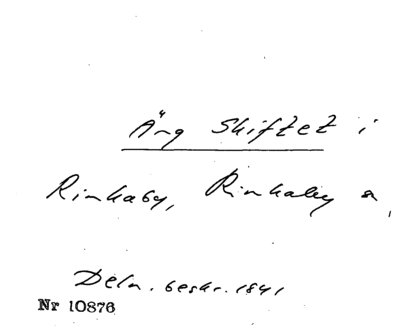 Äng Skiftet i
Rinkaby, Rinkaby s,
Deln. beskr. 1841
Nr 10876